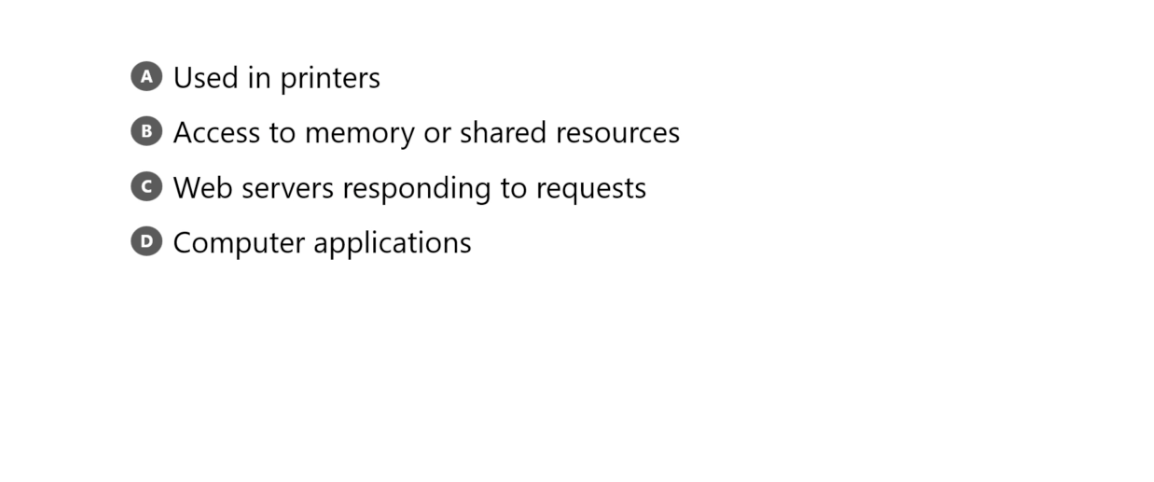 A Used in printers
B Access to memory or shared resources
C Web servers responding to requests
D Computer applications